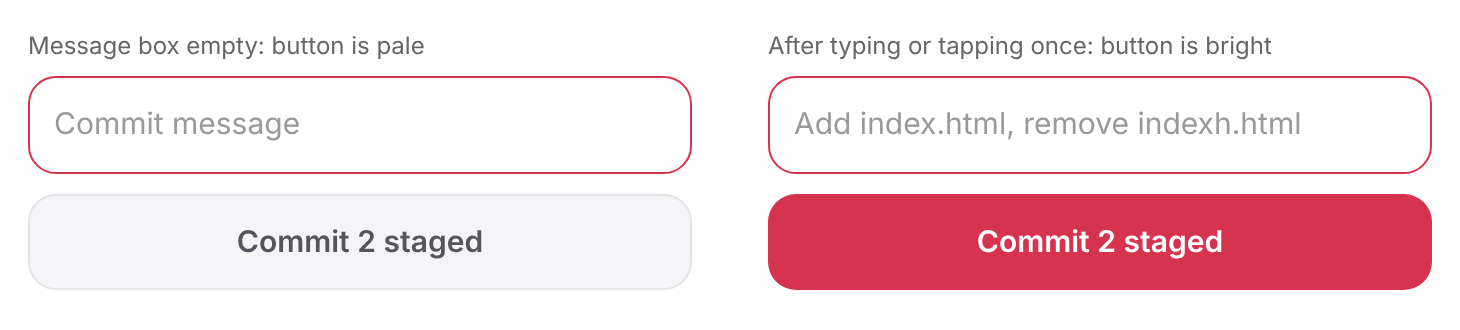 Message box empty: button is pale
Commit message
Commit 2 staged
After typing or tapping once: button is bright
Add index.html, remove indexh.html
Commit 2 staged